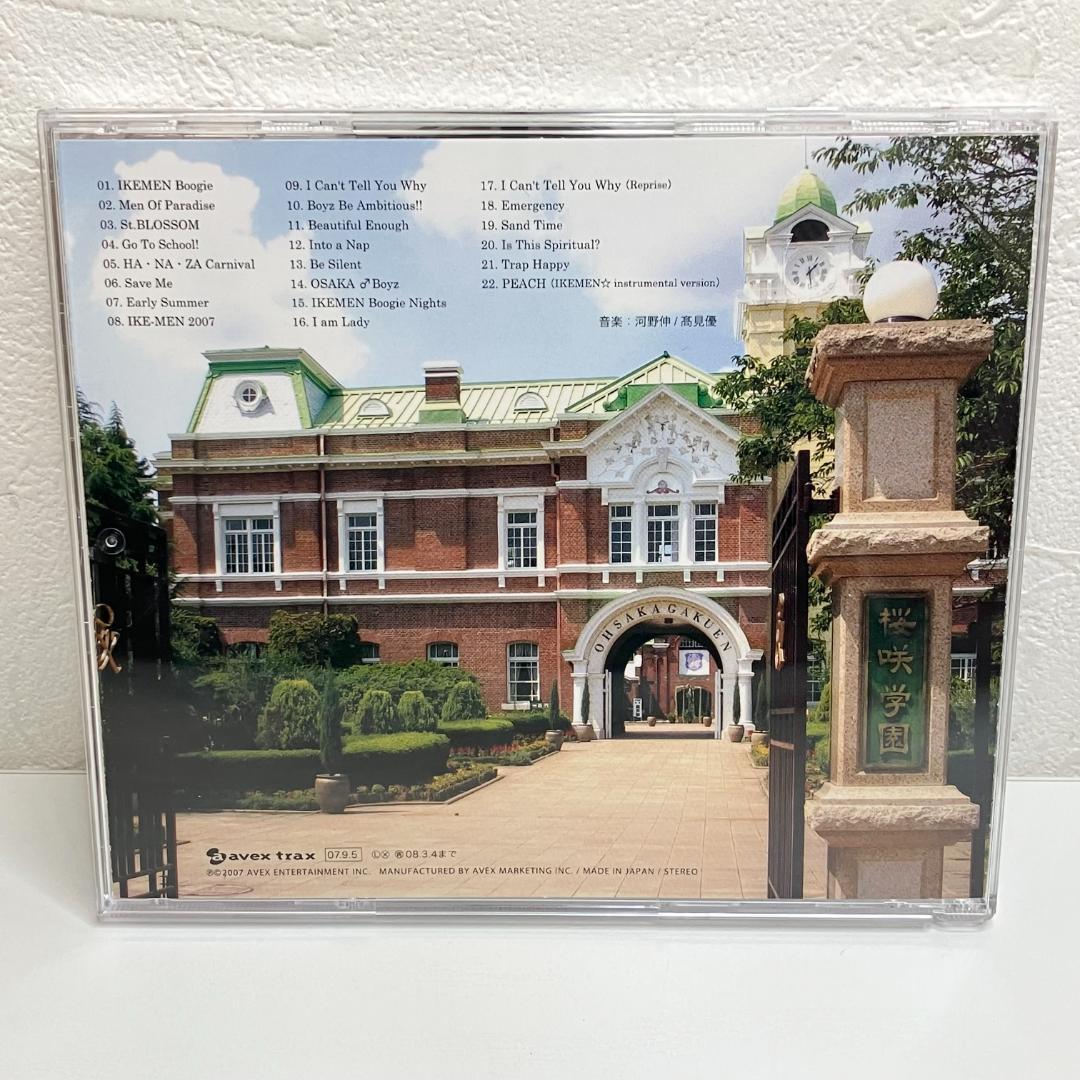 01. IKEMEN Boogie
02. Men Of Paradise
03. St.BLOSSOM
04. Go To School!
05. HA・NA・ZA Carnival
06. Save Me
07. Early Summer
08. IKE-MEN 2007
09. I Can't Tell You Why
10. Boyz Be Ambitious!!
11. Beautiful Enough
12. Into a Nap
13. Be Silent
14. OSAKA ♂Boyz
15. IKEMEN Boogie Nights
16. I am Lady
17. I Can't Tell You Why (Reprise)
18. Emergency
19. Sand Time
20. Is This Spiritual?
21. Trap Happy
22. PEACH (IKEMEN☆ instrumental version)
音楽：河野伸 / 髙見優
OHSAKA GAKUEN
桜咲学園
avex trax 07.9.5 Ⓛ Ⓧ 08.3.4まで
℗©2007 AVEX ENTERTAINMENT INC. MANUFACTURED BY AVEX MARKETING INC. / MADE IN JAPAN / STEREO